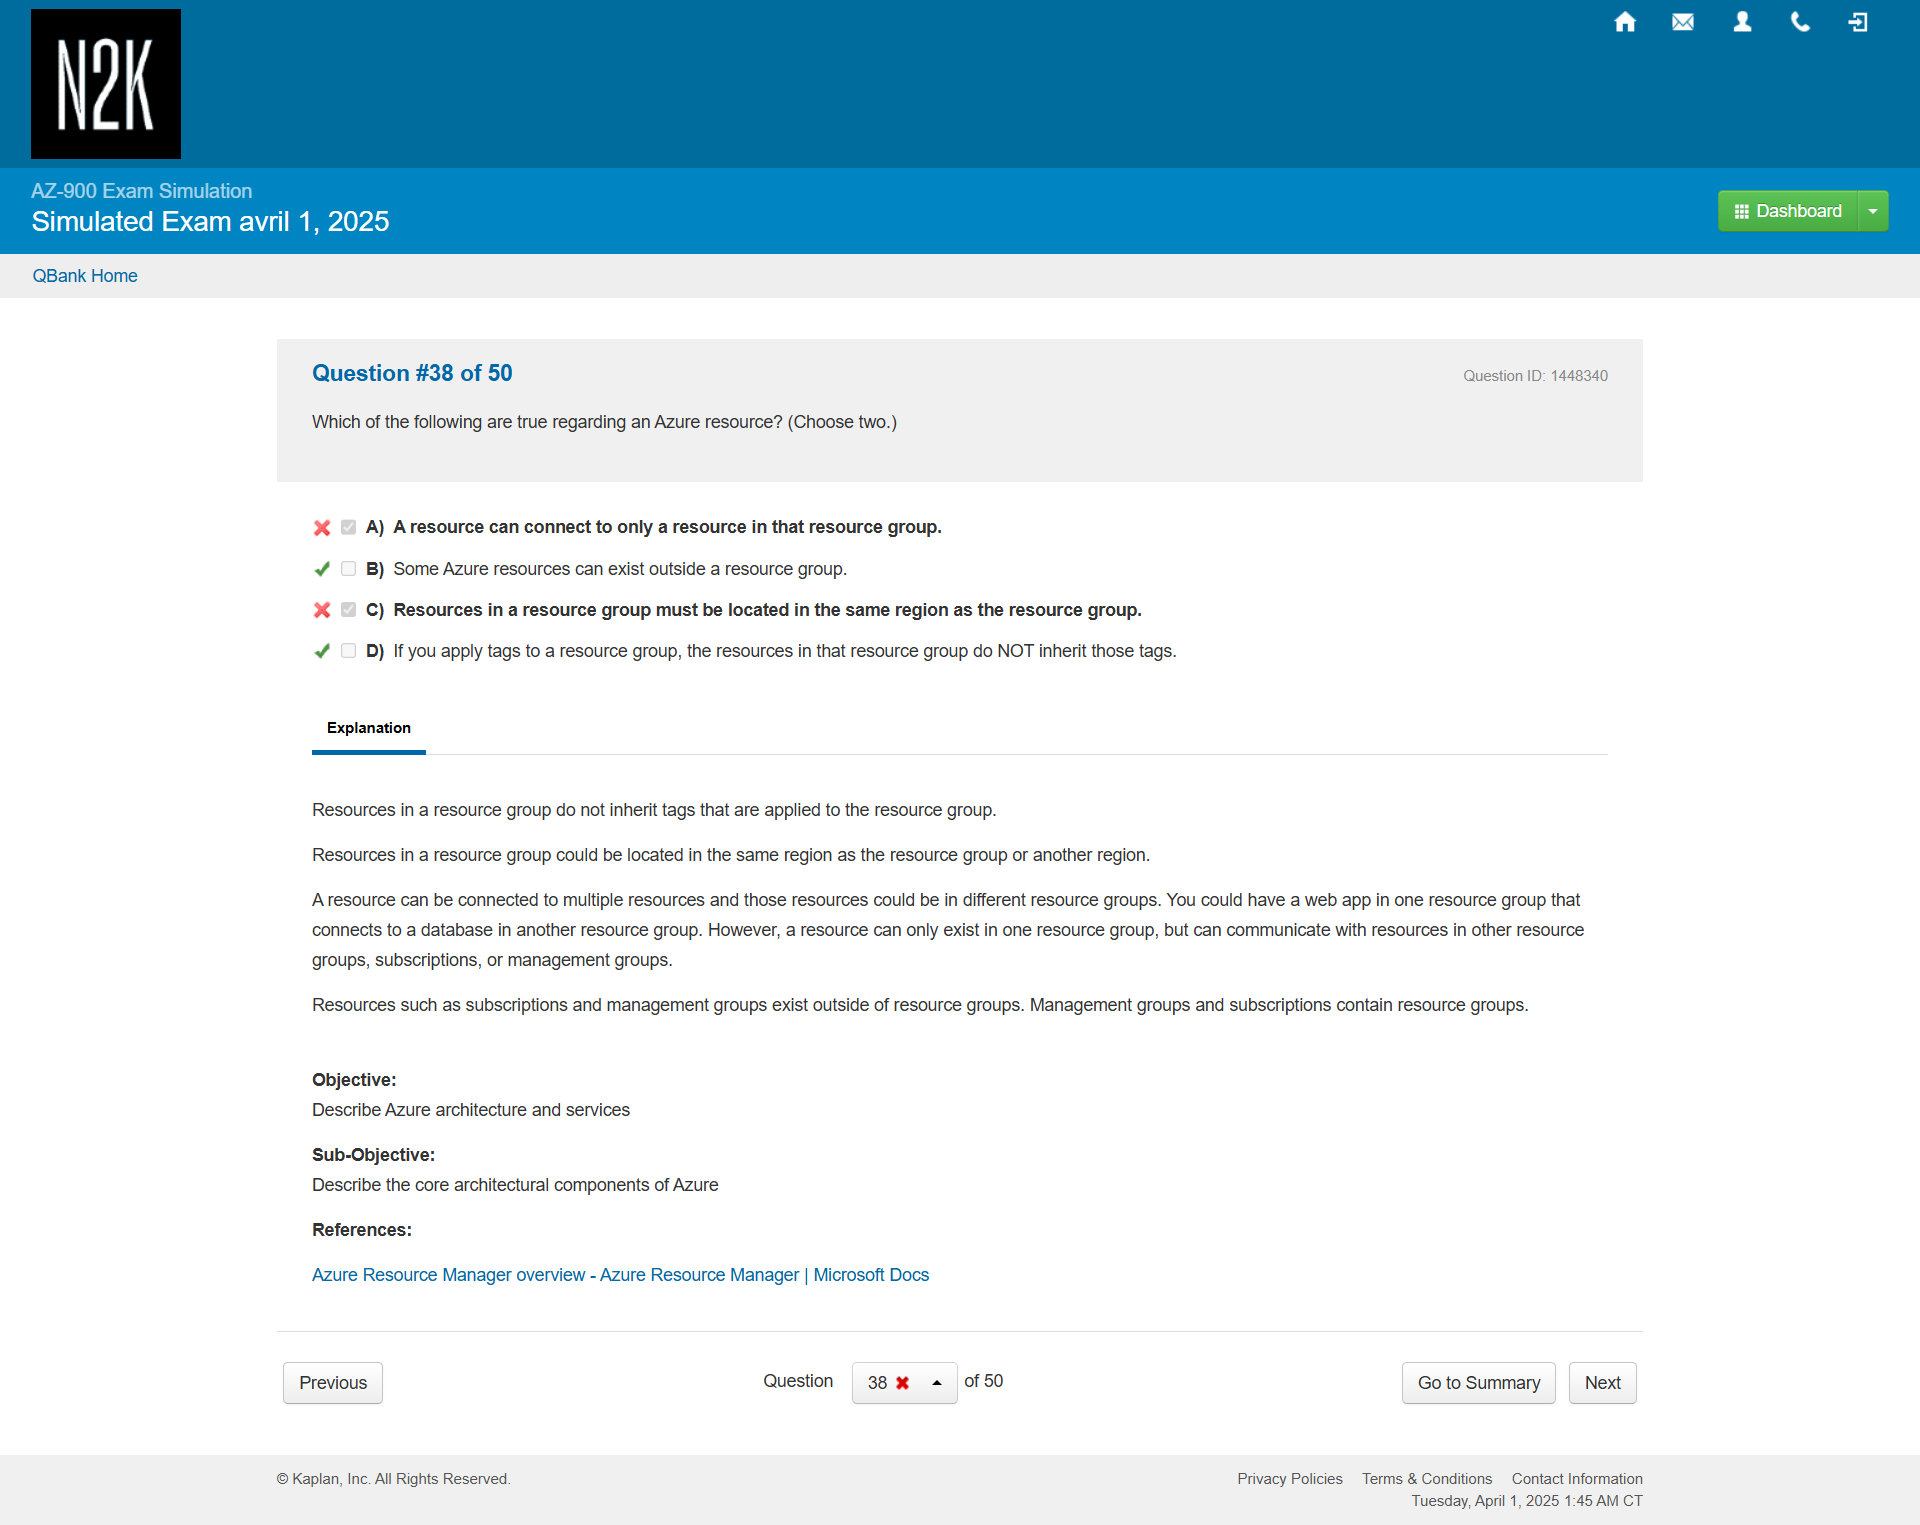 N2K
AZ-900 Exam Simulation
Simulated Exam avril 1, 2025
Dashboard
QBank Home
Question #38 of 50
Question ID: 1448340
Which of the following are true regarding an Azure resource? (Choose two.)
A) A resource can connect to only a resource in that resource group.
B) Some Azure resources can exist outside a resource group.
C) Resources in a resource group must be located in the same region as the resource group.
D) If you apply tags to a resource group, the resources in that resource group do NOT inherit those tags.
Explanation
Resources in a resource group do not inherit tags that are applied to the resource group.
Resources in a resource group could be located in the same region as the resource group or another region.
A resource can be connected to multiple resources and those resources could be in different resource groups. You could have a web app in one resource group that
connects to a database in another resource group. However, a resource can only exist in one resource group, but can communicate with resources in other resource
groups, subscriptions, or management groups.
Resources such as subscriptions and management groups exist outside of resource groups. Management groups and subscriptions contain resource groups.
Objective:
Describe Azure architecture and services
Sub-Objective:
Describe the core architectural components of Azure
References:
Azure Resource Manager overview - Azure Resource Manager | Microsoft Docs
Previous
Question 38 of 50
Go to Summary
Next
© Kaplan, Inc. All Rights Reserved.
Privacy Policies Terms & Conditions Contact Information
Tuesday, April 1, 2025 1:45 AM CT